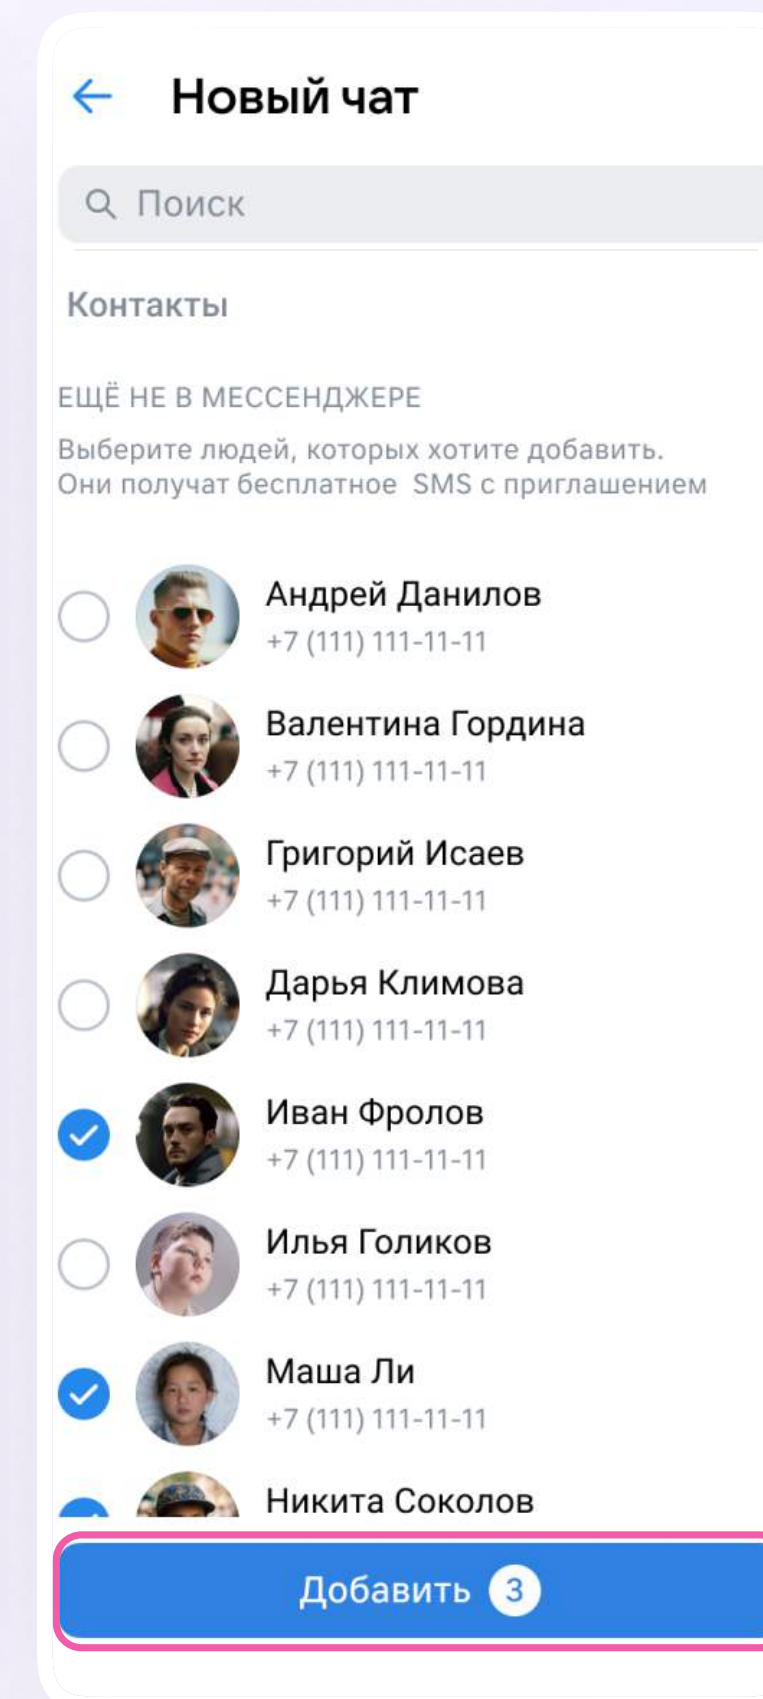 Новый чат
Поиск
Контакты
ЕЩЁ НЕ В МЕССЕНДЖЕРЕ
Выберите людей, которых хотите добавить.
Они получат бесплатное SMS с приглашением
Андрей Данилов
+7 (111) 111-11-11
Валентина Гордина
+7 (111) 111-11-11
Григорий Исаев
+7 (111) 111-11-11
Дарья Климова
+7 (111) 111-11-11
Иван Фролов
+7 (111) 111-11-11
Илья Голиков
+7 (111) 111-11-11
Маша Ли
+7 (111) 111-11-11
Никита Соколов
Добавить 3